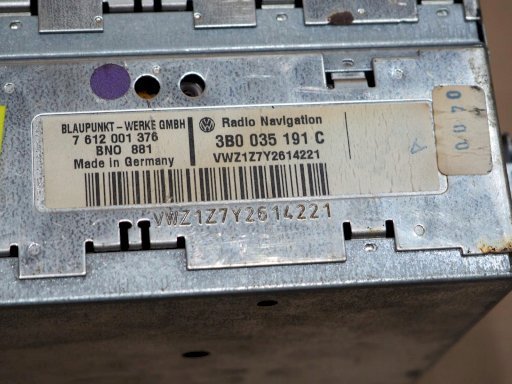 BLAUPUNKT - WERKE GMBH
7 612 001 376
BNO 881
Made in Germany
Radio Navigation
3B0 035 191 C
VWZ1Z7Y2614221
VWZ1Z7Y2614221